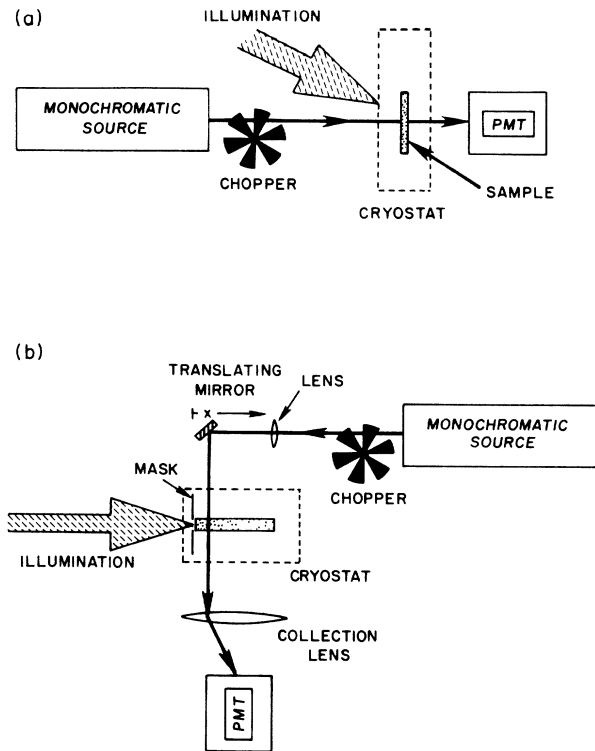 (a)
ILLUMINATION
MONOCHROMATIC
SOURCE
CHOPPER
PMT
SAMPLE
CRYOSTAT
(b)
TRANSLATING
MIRROR
x
LENS
MONOCHROMATIC
SOURCE
MASK
CHOPPER
ILLUMINATION
CRYOSTAT
COLLECTION
LENS
PMT